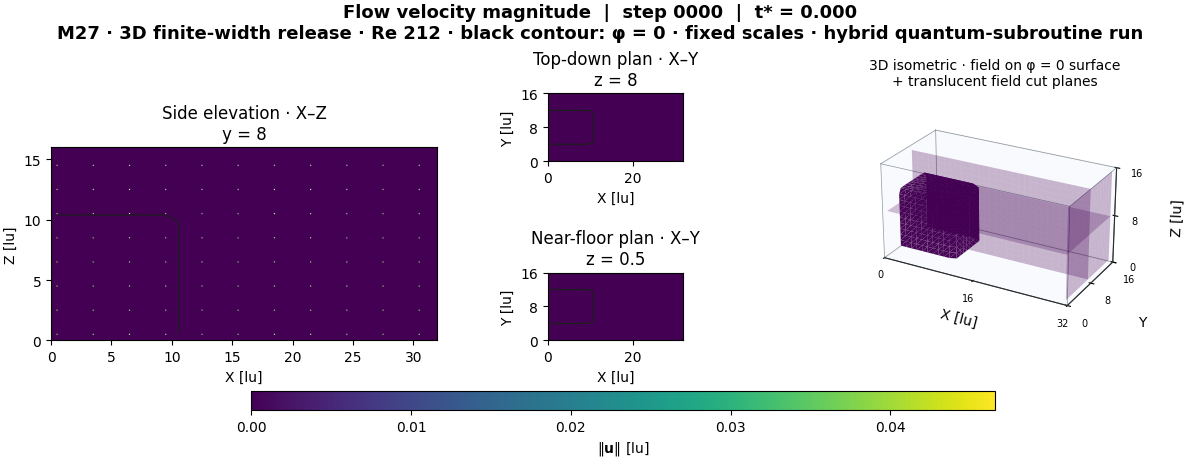 Flow velocity magnitude | step 0000 | t* = 0.000
M27 · 3D finite-width release · Re 212 · black contour: φ = 0 · fixed scales · hybrid quantum-subroutine run
Side elevation · X–Z
y = 8
Z [lu]
15
10
5
0
0 5 10 15 20 25 30
X [lu]
Top-down plan · X–Y
z = 8
Y [lu]
16
8
0
0 20
X [lu]
Near-floor plan · X–Y
z = 0.5
Y [lu]
16
8
0
0 20
X [lu]
3D isometric · field on φ = 0 surface
+ translucent field cut planes
16
8
0
Z [lu]
16
8
0
Y
0
16
32
X [lu]
0.00 0.01 0.02 0.03 0.04
‖u‖ [lu]